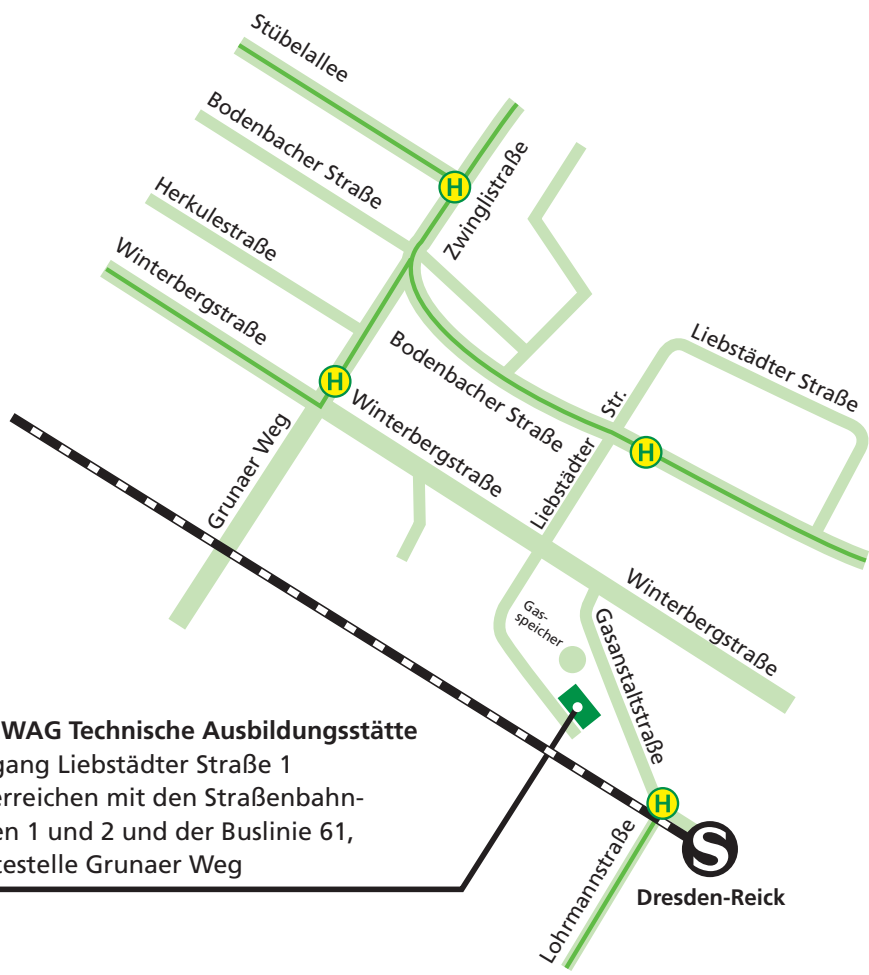 Stübelallee
Bodenbacher Straße
Herkulestraße
Winterbergstraße
Zwinglistraße
H
H
Bodenbacher Straße
Winterbergstraße
Grunaer Weg
Liebstädter Str.
Liebstädter Straße
H
Winterbergstraße
Gas-
speicher
Gasanstaltstraße
WAG Technische Ausbildungsstätte
gang Liebstädter Straße 1
erreichen mit den Straßenbahn-
en 1 und 2 und der Buslinie 61,
testelle Grunaer Weg
H
S
Dresden-Reick
Lohrmannstraße